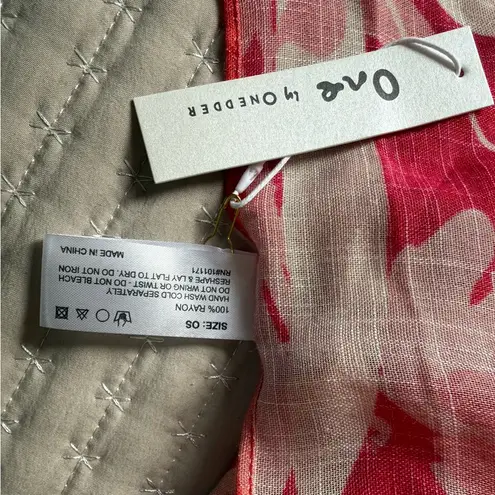 One by ONEDDER
SIZE: OS
100% RAYON
HAND WASH COLD SEPARATELY
DO NOT WRING OR TWIST - DO NOT BLEACH
RESHAPE & LAY FLAT TO DRY. DO NOT IRON
RN#101171
MADE IN CHINA